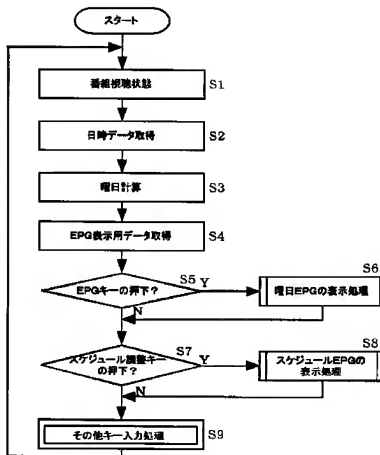 スタート
番組視聴状態 S1
日時データ取得 S2
曜日計算 S3
EPG表示用データ取得 S4
EPGキーの押下？ S5 Y
曜日EPGの表示処理 S6
N
スケジュール調整キー
の押下？ S7 Y
スケジュールEPGの
表示処理 S8
N
その他キー入力処理 S9